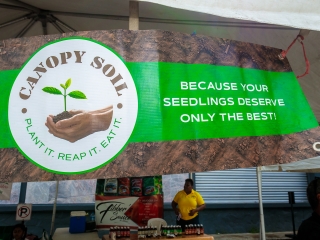 CANOPY SOIL
PLANT IT. REAP IT. EAT IT.
BECAUSE YOUR
SEEDLINGS DESERVE
ONLY THE BEST!
P